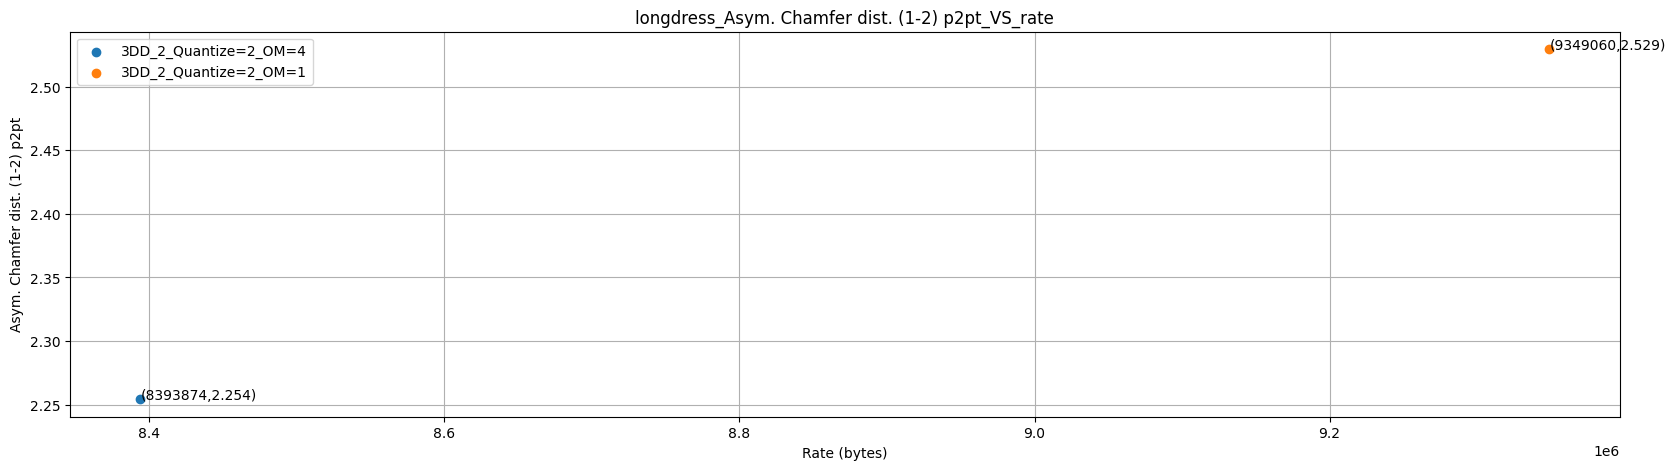 longdress_Asym. Chamfer dist. (1-2) p2pt_VS_rate
3DD_2_Quantize=2_OM=4
3DD_2_Quantize=2_OM=1
(9349060,2.529)
(8393874,2.254)
Asym. Chamfer dist. (1-2) p2pt
2.50
2.45
2.40
2.35
2.30
2.25
8.4 8.6 8.8 9.0 9.2
1e6
Rate (bytes)